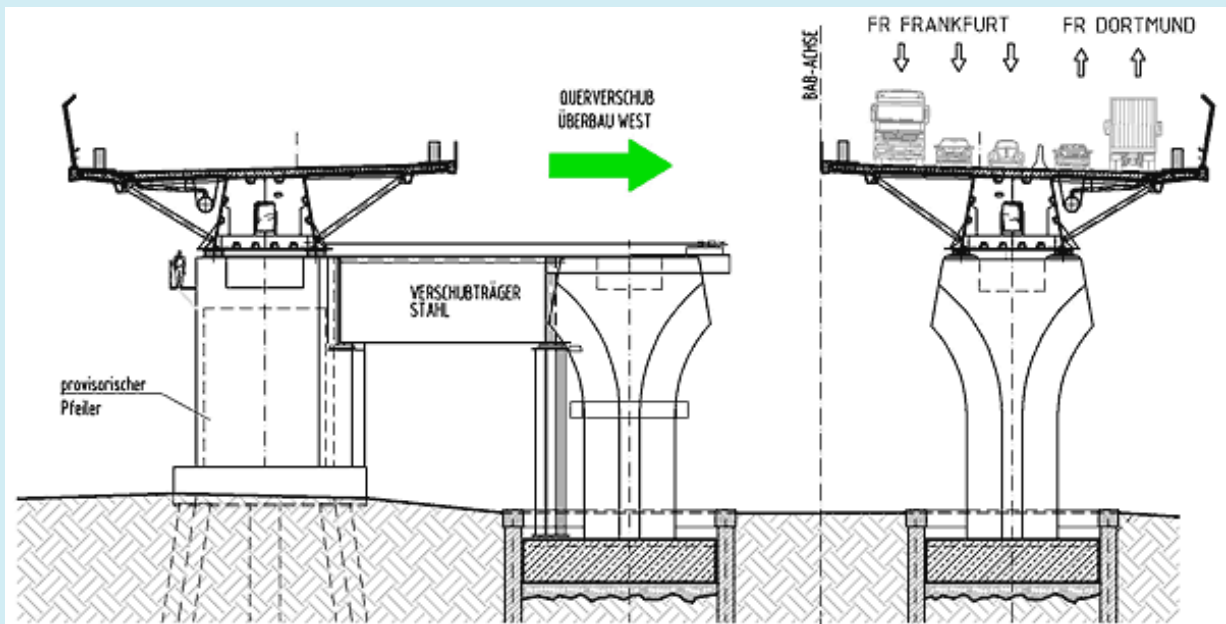 FR FRANKFURT
FR DORTMUND
BAB-ACHSE
QUERVERSCHUB
ÜBERBAU WEST
VERSCHUBTRÄGER
STAHL
provisorischer
Pfeiler